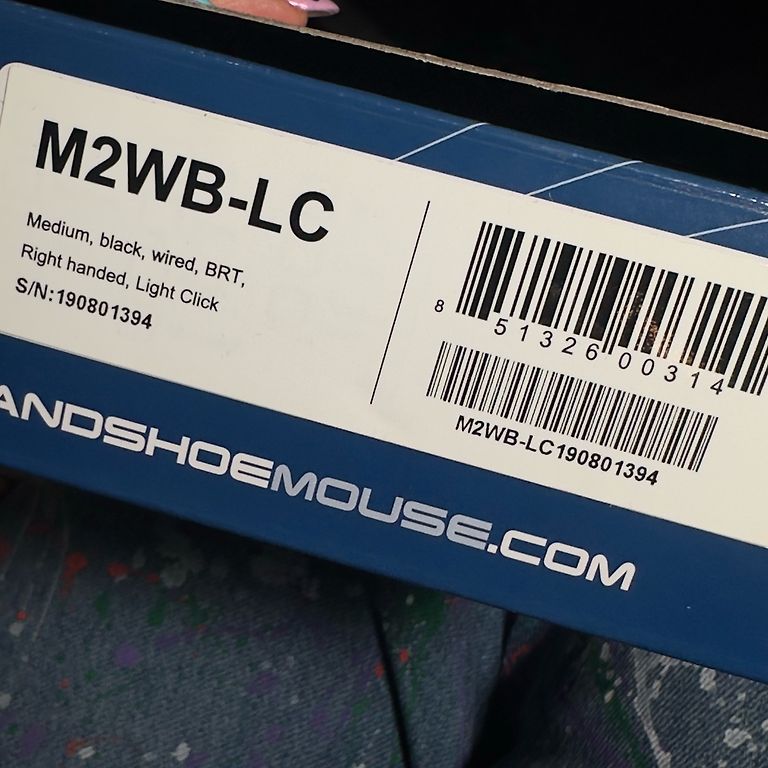 M2WB-LC
Medium, black, wired, BRT,
Right handed, Light Click
S/N:190801394
8 51326 00314
M2WB-LC190801394
ANDSHOEMOUSE.COM